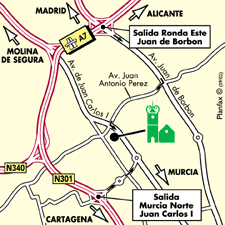 MADRID
ALICANTE
Salida Ronda Este
Juan de Borbon
A7
MOLINA
DE SEGURA
Av. Juan
Antonio Perez
Av. de Juan Carlos I
Av. Juan de Borbon
Planfax © (PRO)
N340
N301
MURCIA
Salida
Murcia Norte
Juan Carlos I
CARTAGENA